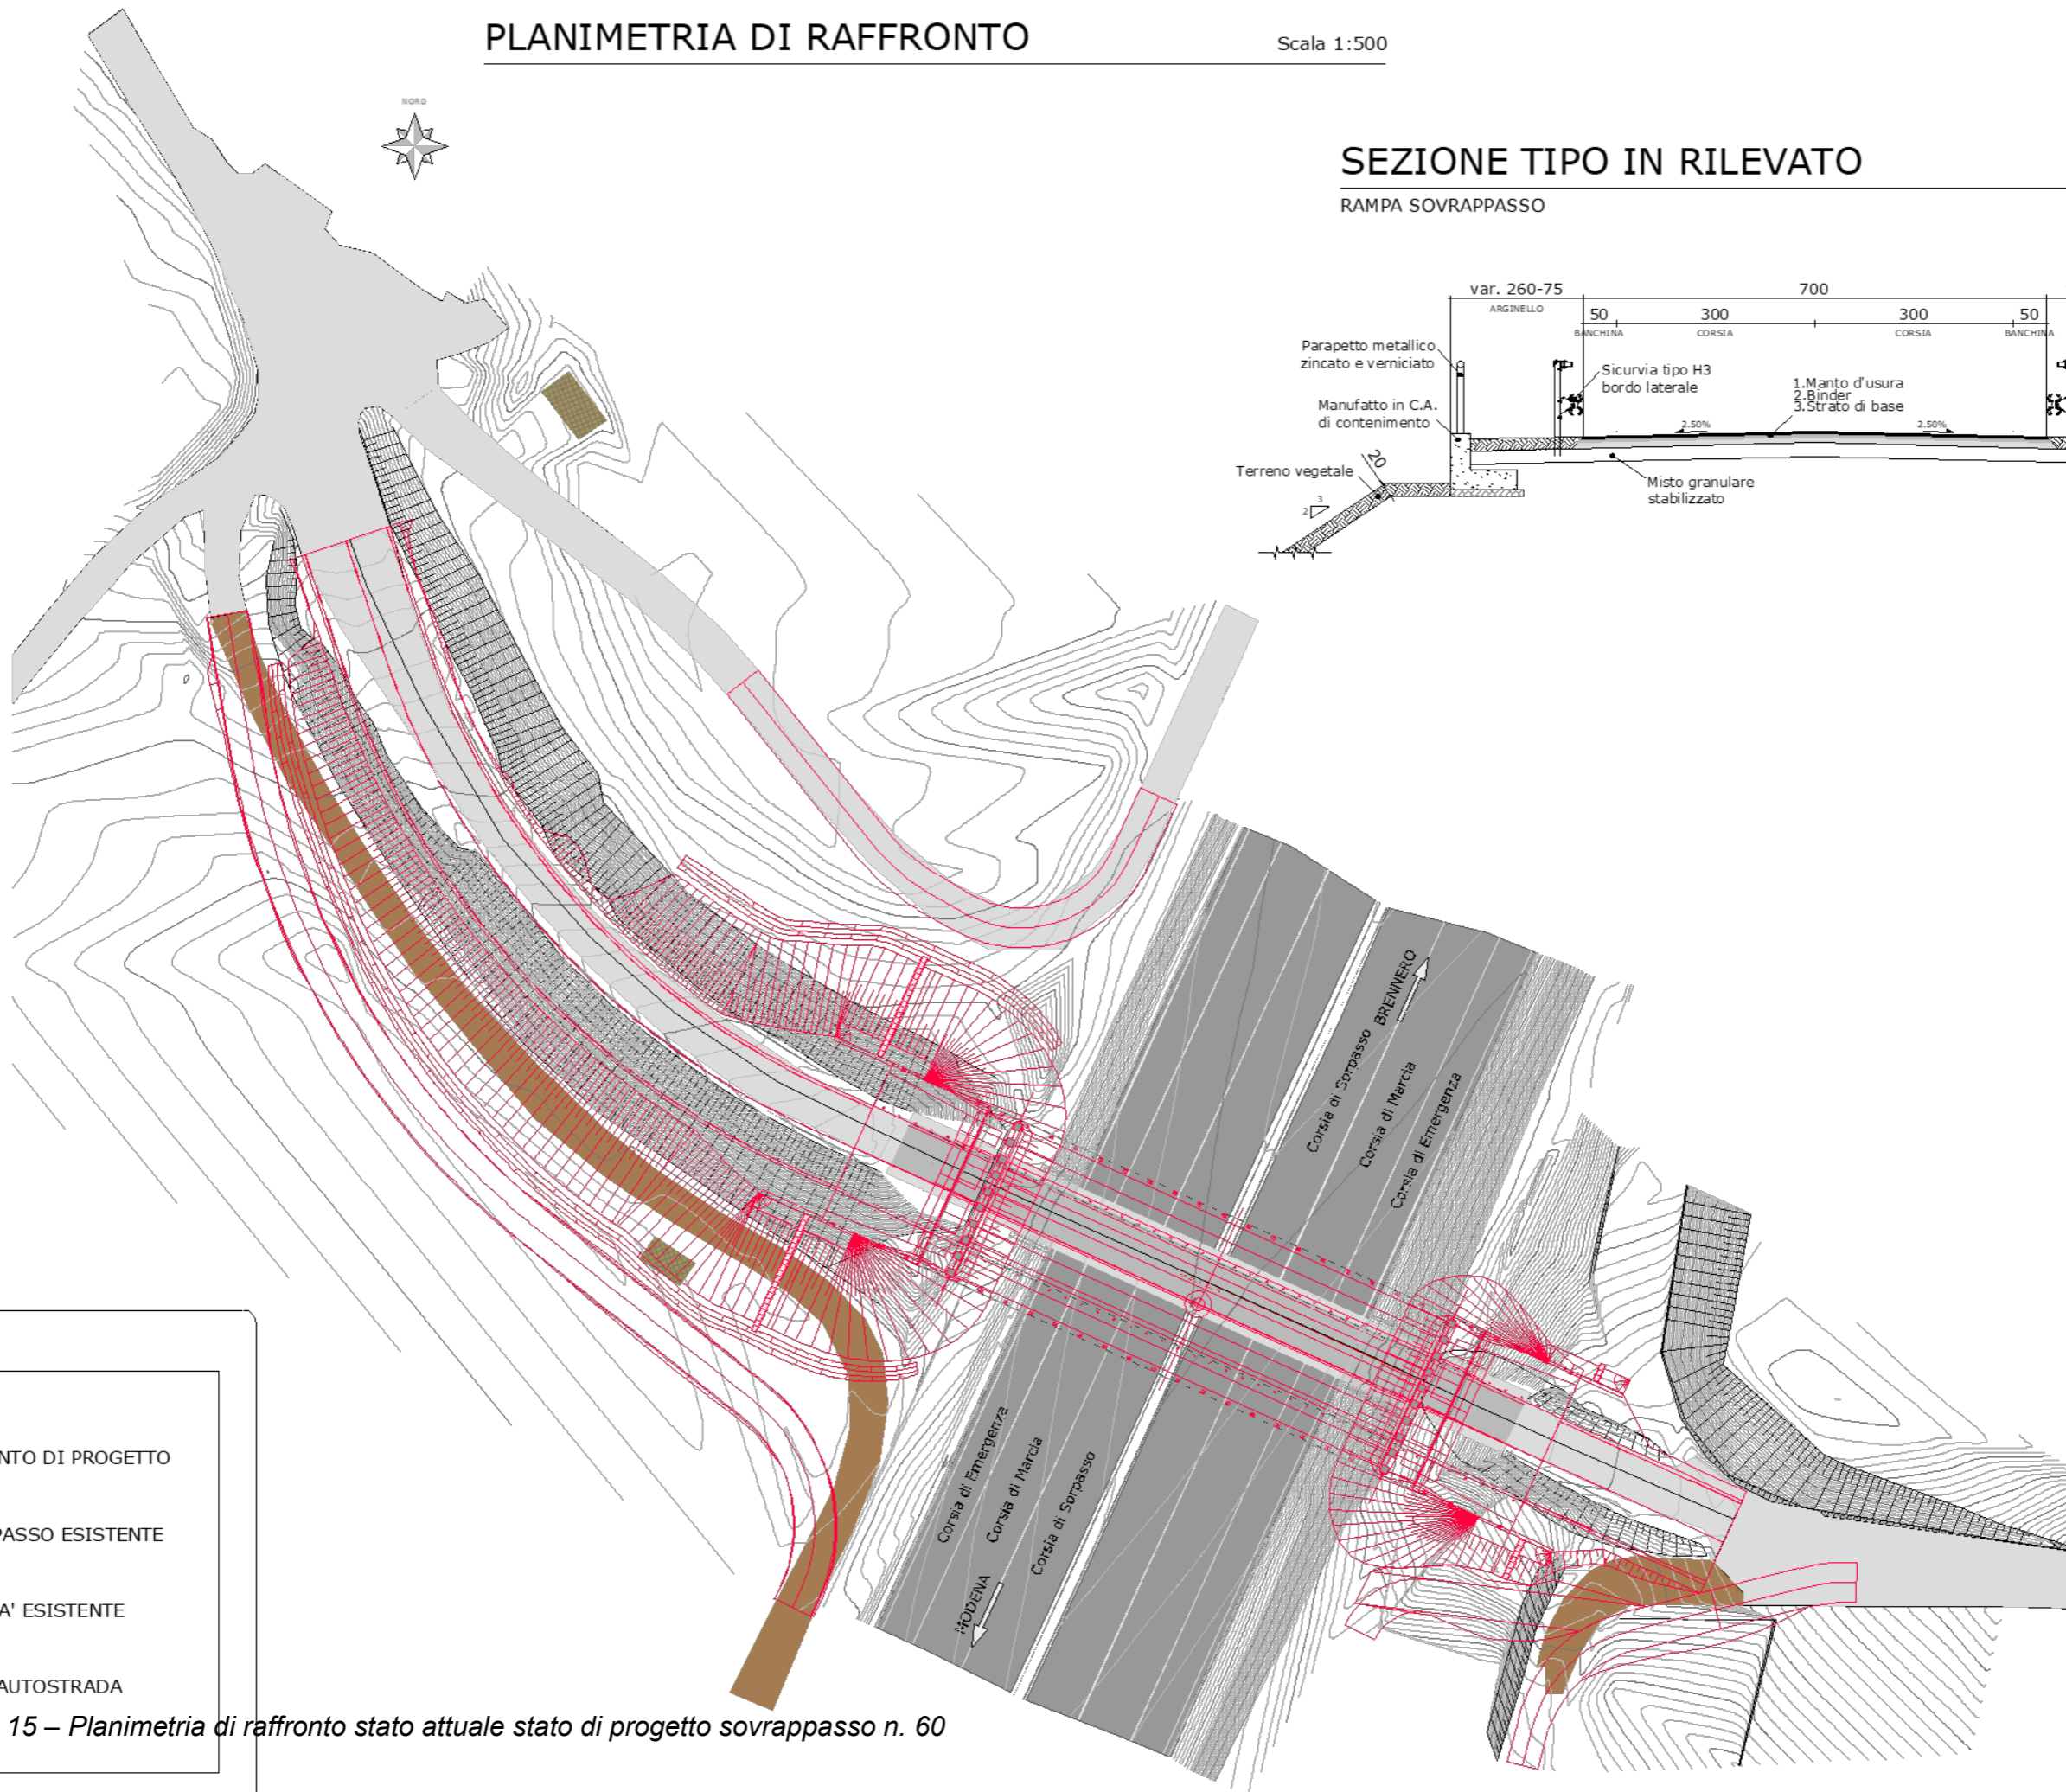 PLANIMETRIA DI RAFFRONTO
Scala 1:500
NORD
SEZIONE TIPO IN RILEVATO
RAMPA SOVRAPPASSO
var. 260-75
700
ARGINELLO
50
300
300
50
BANCHINA
CORSIA
CORSIA
BANCHINA
Parapetto metallico
zincato e verniciato
Sicurvia tipo H3
bordo laterale
1.Manto d'usura
2.Binder
3.Strato di base
Manufatto in C.A.
di contenimento
2.50%
2.50%
20
Terreno vegetale
Misto granulare
stabilizzato
3
2
BRENNERO
Corsia di Sorpasso
Corsia di Marcia
Corsia di Emergenza
Corsia di Emergenza
Corsia di Marcia
Corsia di Sorpasso
MODENA
NTO DI PROGETTO
PASSO ESISTENTE
A' ESISTENTE
AUTOSTRADA
15 – Planimetria di raffronto stato attuale stato di progetto sovrappasso n. 60